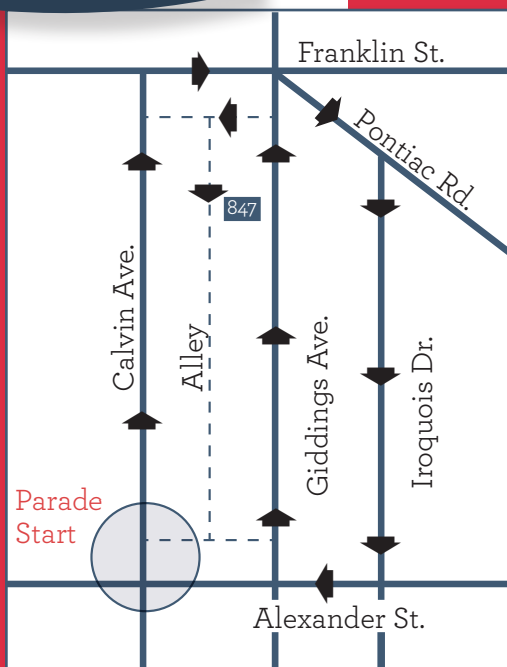 Franklin St.
Pontiac Rd.
847
Calvin Ave.
Alley
Giddings Ave.
Iroquois Dr.
Parade
Start
Alexander St.